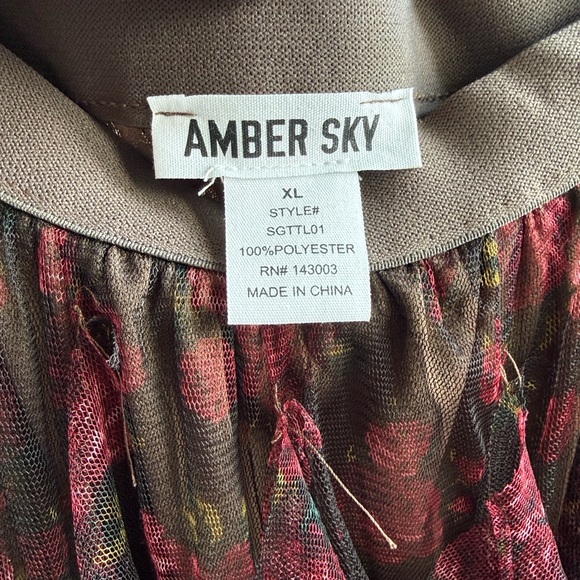 AMBER SKY
XL
STYLE#
SGTTL01
100%POLYESTER
RN# 143003
MADE IN CHINA